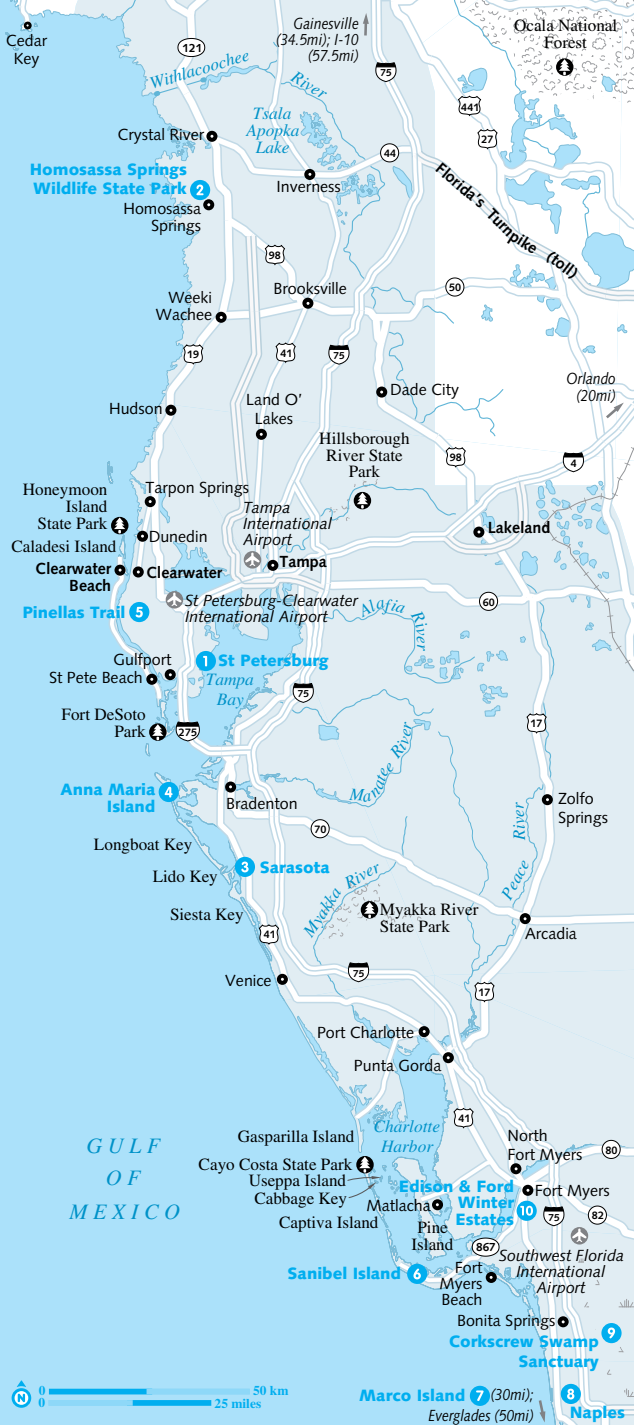 Gainesville
(34.5mi); I-10
(57.5mi)
Ocala National
Forest
Cedar
Key
121
75
Withlacoochee
River
441
27
Tsala
Apopka
Lake
Crystal River
44
Homosassa Springs
Wildlife State Park 2
Inverness
Florida's Turnpike (toll)
Homosassa
Springs
98
Brooksville
50
Weeki
Wachee
19
41
75
Orlando
(20mi)
Dade City
Hudson
Land O'
Lakes
Hillsborough
River State
Park
98
4
Honeymoon
Island
State Park
Tarpon Springs
Tampa
International
Airport
Lakeland
Dunedin
Caladesi Island
Clearwater
Beach
Clearwater
Tampa
Pinellas Trail 5
St Petersburg-Clearwater
International Airport
60
Alafia
River
Gulfport
1 St Petersburg
St Pete Beach
Tampa
Bay
75
Fort DeSoto
Park
275
17
Manatee River
Anna Maria
Island
4
Bradenton
Zolfo
Springs
70
Longboat Key
Peace River
3 Sarasota
Lido Key
Myakka River
Siesta Key
Myakka River
State Park
41
Arcadia
75
Venice
17
Port Charlotte
Punta Gorda
41
Charlotte
Harbor
GULF
OF
MEXICO
Gasparilla Island
North
Fort Myers
80
Cayo Costa State Park
Useppa Island
Cabbage Key
Edison & Ford
Winter
Estates
10
Fort Myers
Matlacha
Captiva Island
75
82
Pine
Island
867
Southwest Florida
International
Airport
Sanibel Island 6
Fort
Myers
Beach
Bonita Springs
9
Corkscrew Swamp
Sanctuary
N
0 50 km
0 25 miles
Marco Island 7 (30mi);
Everglades (50mi)
8
Naples